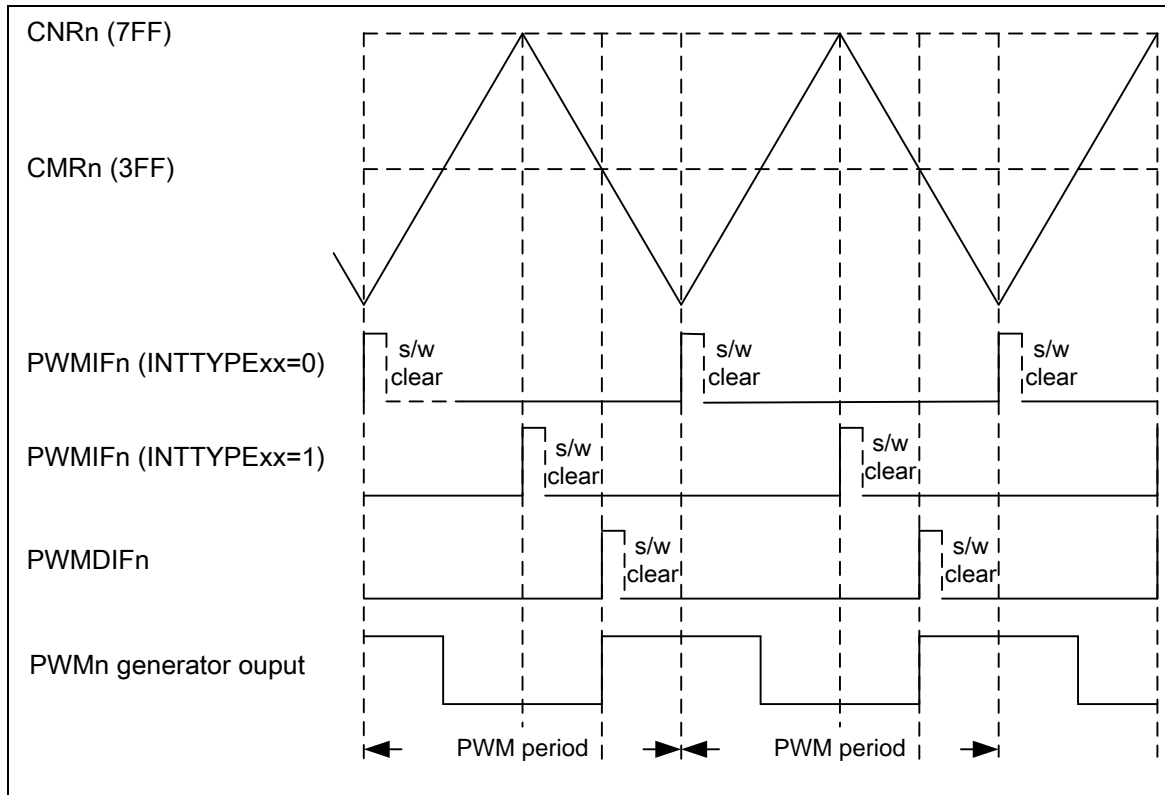 CNRn (7FF)
CMRn (3FF)
PWMIFn (INTTYPExx=0)
s/w
clear
s/w
clear
s/w
clear
PWMIFn (INTTYPExx=1)
s/w
clear
s/w
clear
PWMDIFn
s/w
clear
s/w
clear
PWMn generator ouput
PWM period
PWM period